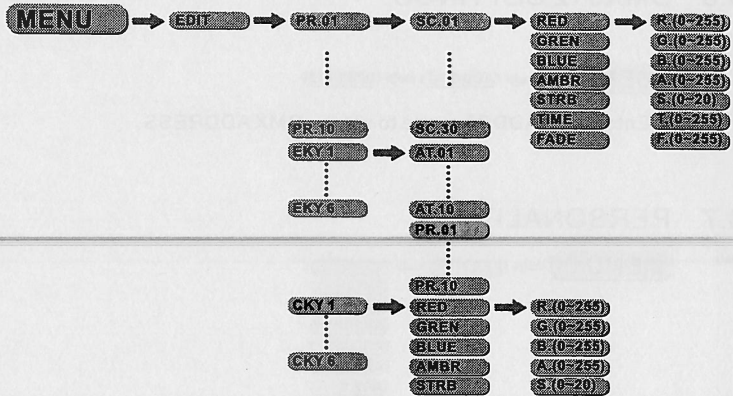 MENU EDIT PR.01 SC.01 RED R.(0~255)
GREN G.(0~255)
BLUE B.(0~255)
AMBR A.(0~255)
STRB S.(0~20)
TIME T.(0~255)
FADE F.(0~255)
PR.10 SC.30
EKY 1 AT.01
EKY 6 AT.10
PR.01
PR.10
CKY 1 RED R.(0~255)
GREN G.(0~255)
BLUE B.(0~255)
CKY 6 AMBR A.(0~255)
STRB S.(0~20)